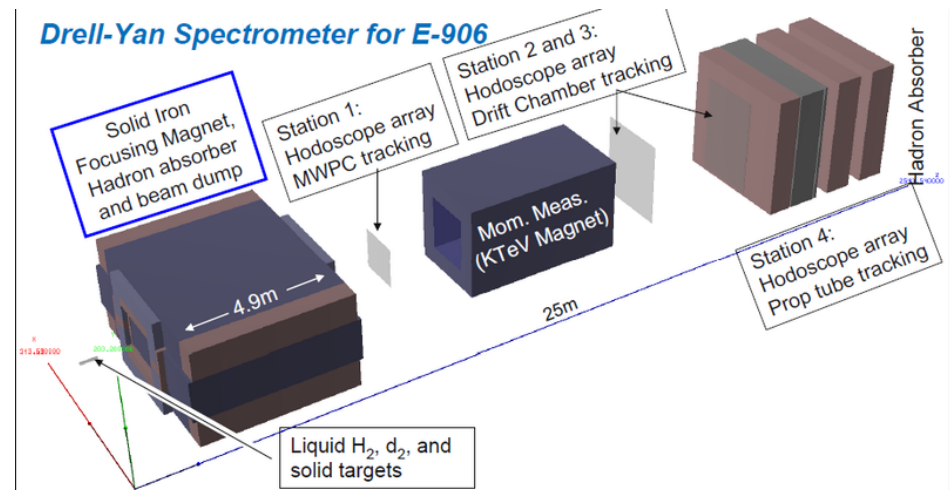 Drell-Yan Spectrometer for E-906
Solid Iron
Focusing Magnet,
Hadron absorber
and beam dump
Station 1:
Hodoscope array
MWPC tracking
Station 2 and 3:
Hodoscope array
Drift Chamber tracking
Hadron Absorber
Mom. Meas.
(KTeV Magnet)
4.9m
25m
Station 4:
Hodoscope array
Prop tube tracking
Liquid H₂, d₂, and
solid targets
X
Z